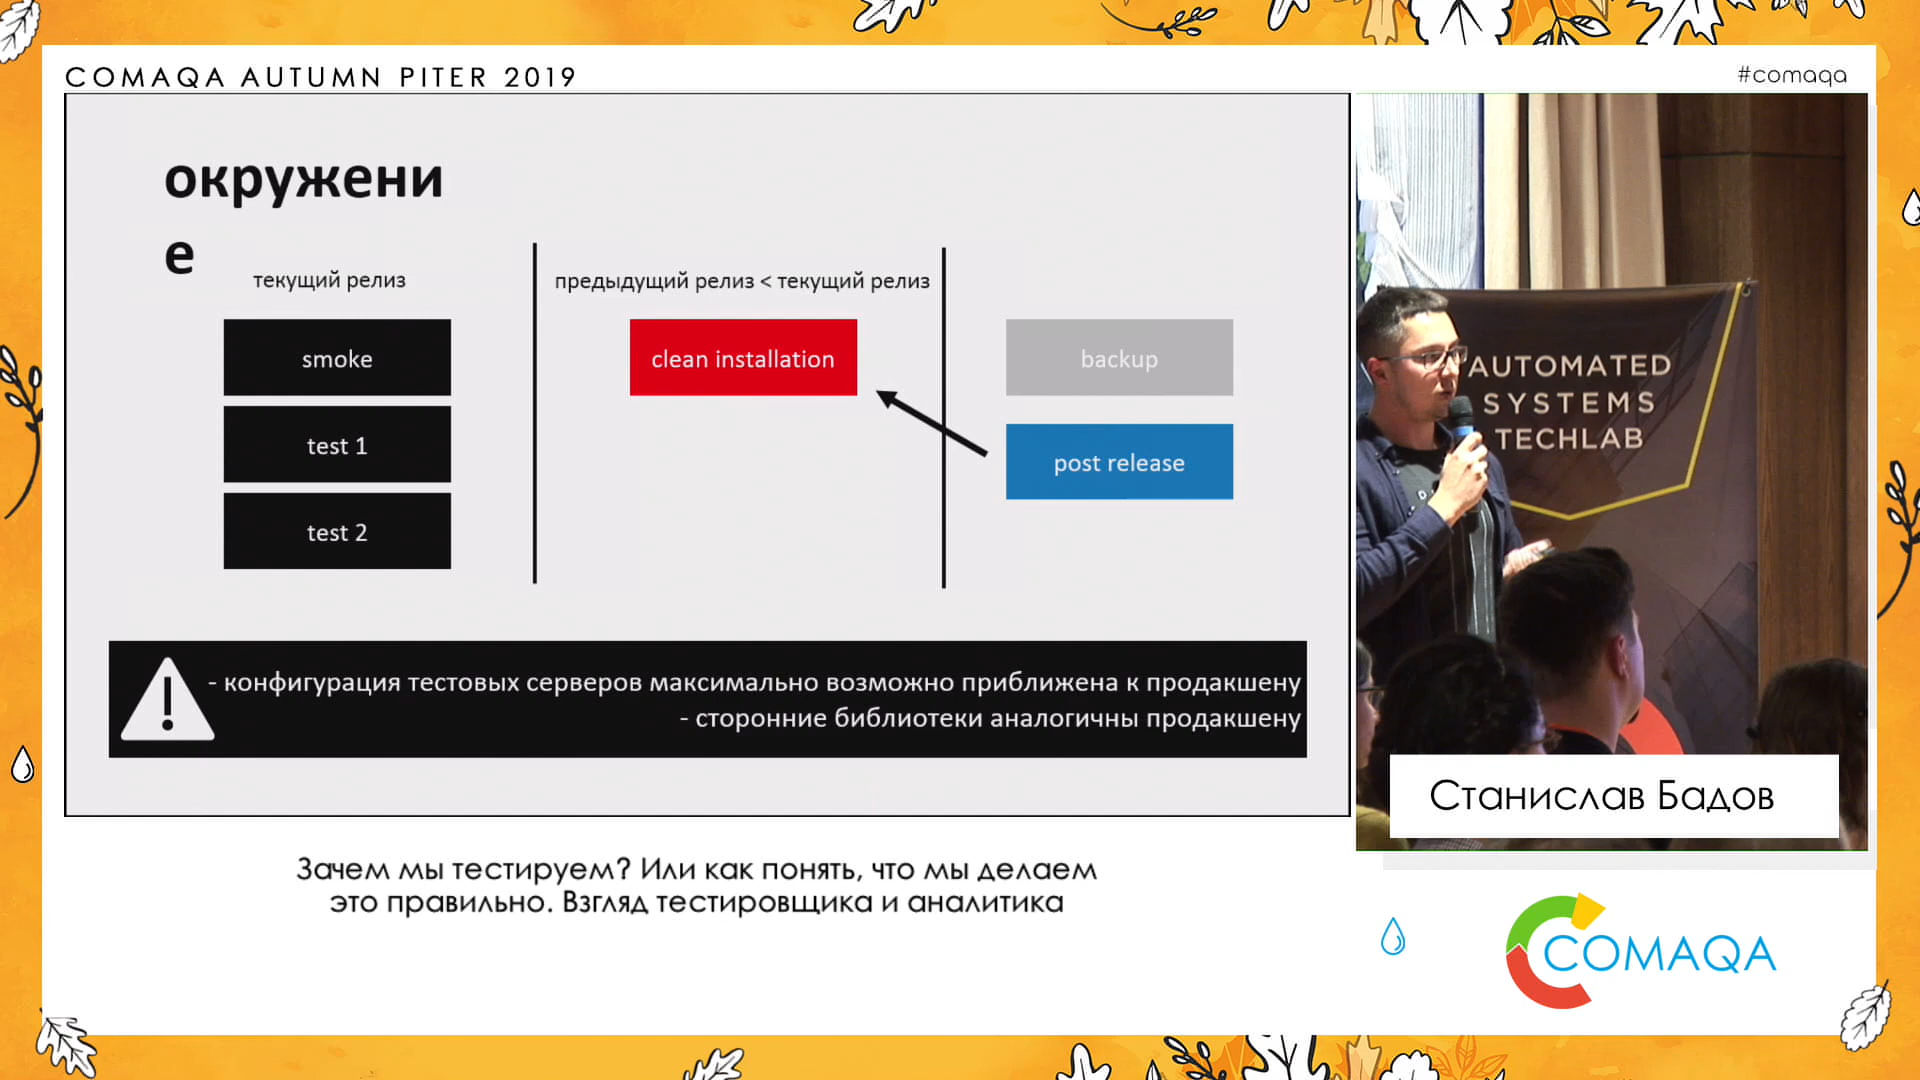 COMAQA AUTUMN PITER 2019
#comaqa
окружени
е
текущий релиз
smoke
test 1
test 2
предыдущий релиз < текущий релиз
clean installation
backup
post release
- конфигурация тестовых серверов максимально возможно приближена к продакшену
- сторонние библиотеки аналогичны продакшену
AUTOMATED
SYSTEMS
TECHLAB
Станислав Бадов
Зачем мы тестируем? Или как понять, что мы делаем
это правильно. Взгляд тестировщика и аналитика
COMAQA